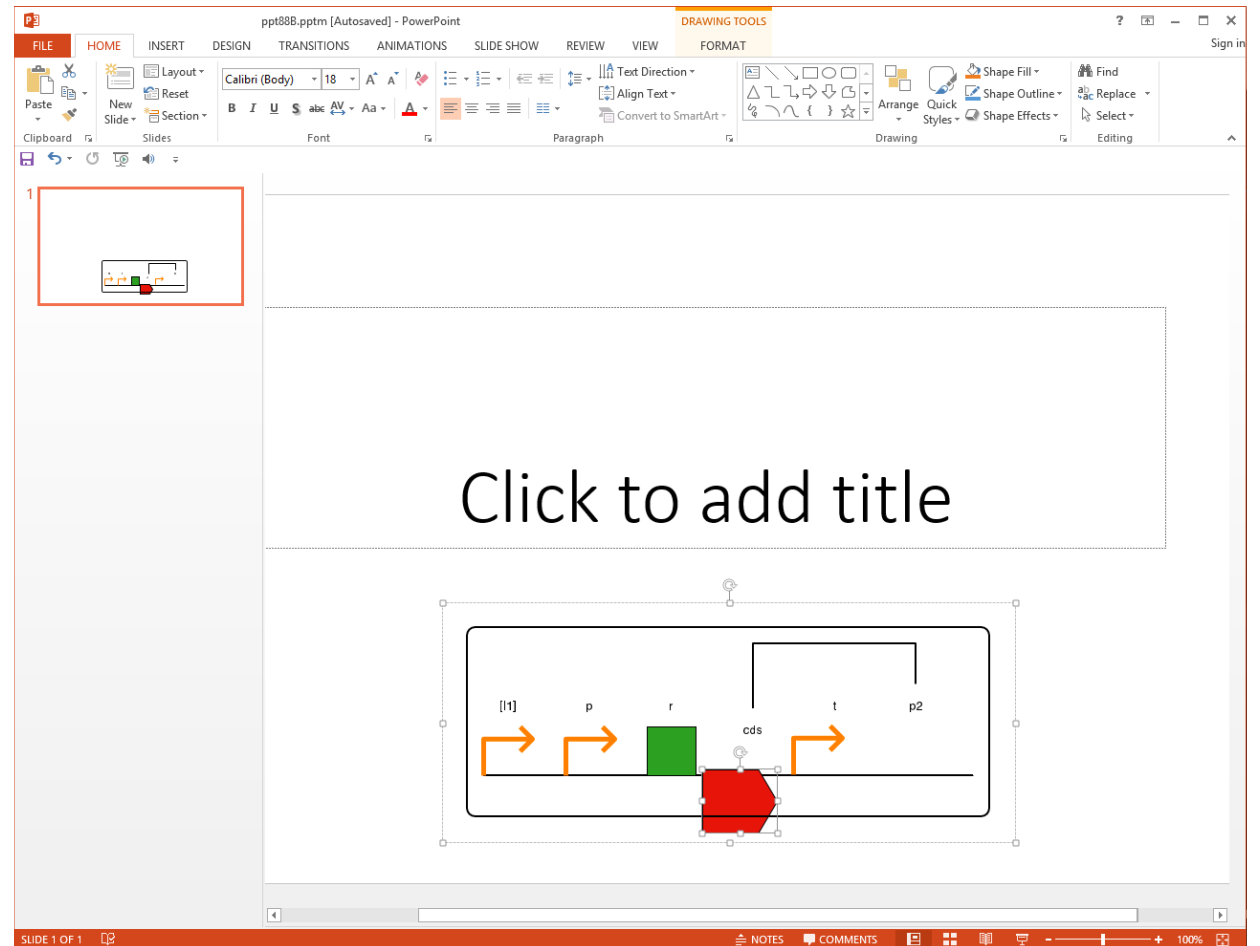 ppt88B.pptm [Autosaved] - PowerPoint
DRAWING TOOLS
FILE HOME INSERT DESIGN TRANSITIONS ANIMATIONS SLIDE SHOW REVIEW VIEW FORMAT Sign in
Paste
New Slide
Layout
Reset
Section
Calibri (Body) 18
B I U S abc AV Aa A
Text Direction
Align Text
Convert to SmartArt
Arrange
Quick Styles
Shape Fill
Shape Outline
Shape Effects
Find
Replace
Select
Clipboard Slides Font Paragraph Drawing Editing
1
Click to add title
[l1] p r t p2
cds
SLIDE 1 OF 1 NOTES COMMENTS 100%